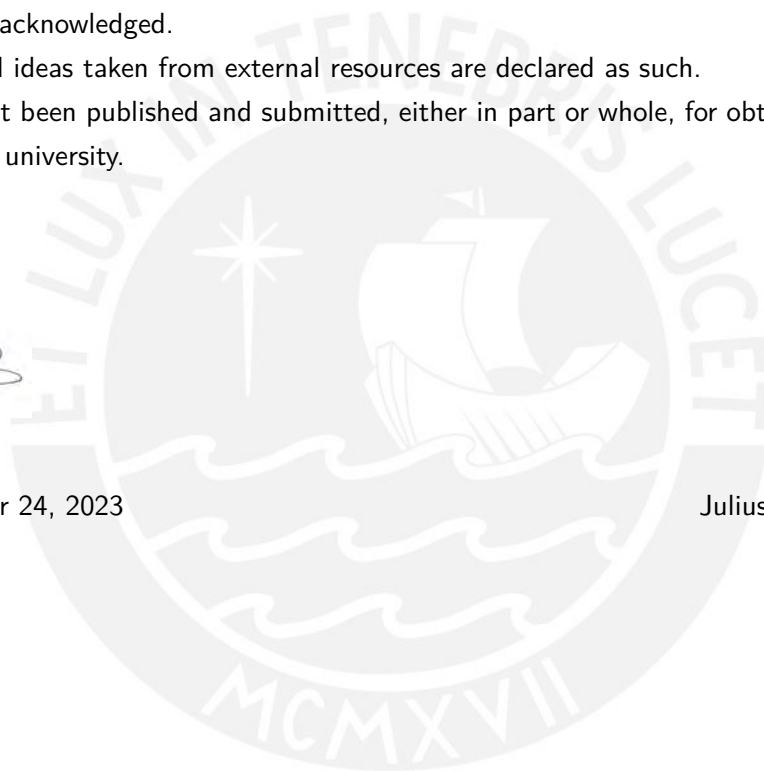 acknowledged.
ideas taken from external resources are declared as such.
t been published and submitted, either in part or whole, for obt
university.
r 24, 2023
Julius
ET LUX IN TENEBRIS LUCET
MCMXVII